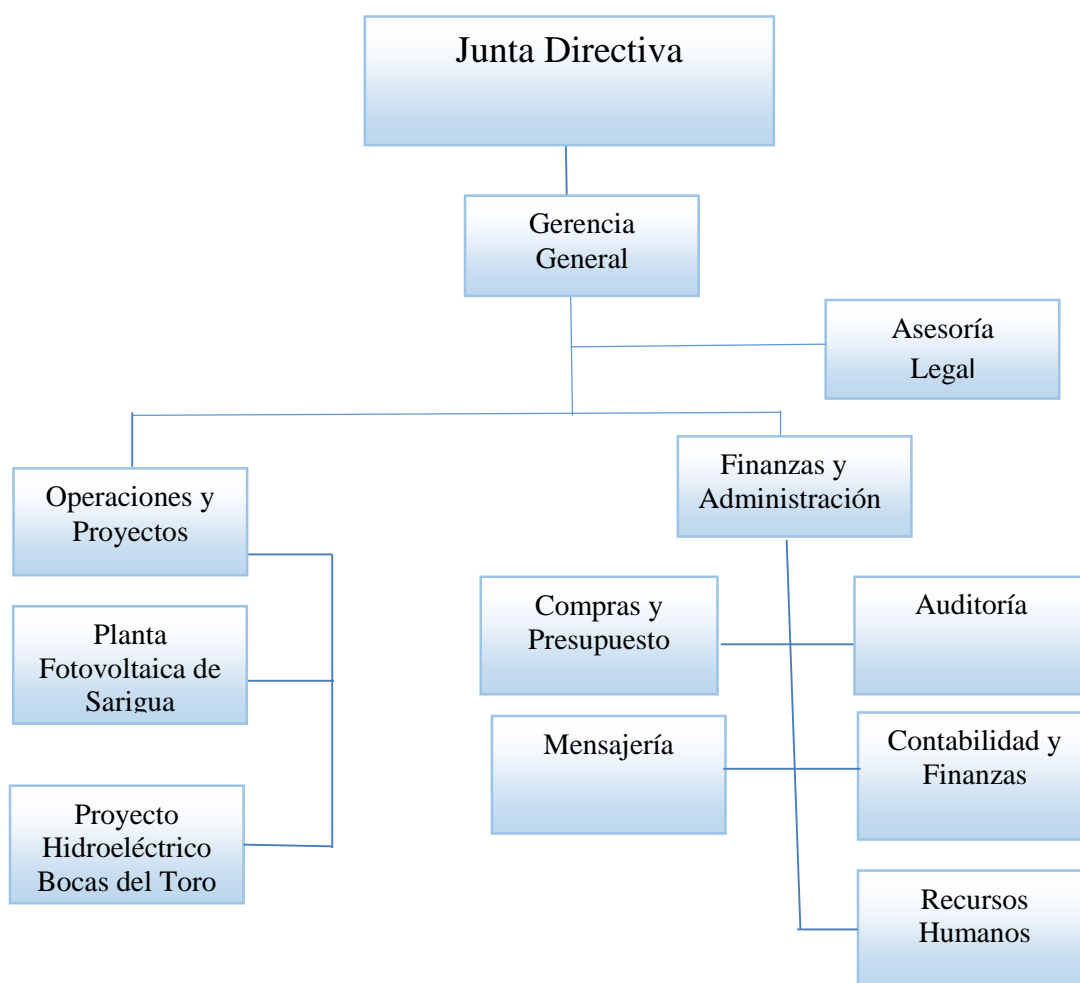 Junta Directiva
Gerencia
General
Asesoría
Legal
Operaciones y
Proyectos
Finanzas y
Administración
Planta
Fotovoltaica de
Sarigua
Compras y
Presupuesto
Auditoría
Mensajería
Contabilidad y
Finanzas
Proyecto
Hidroeléctrico
Bocas del Toro
Recursos
Humanos